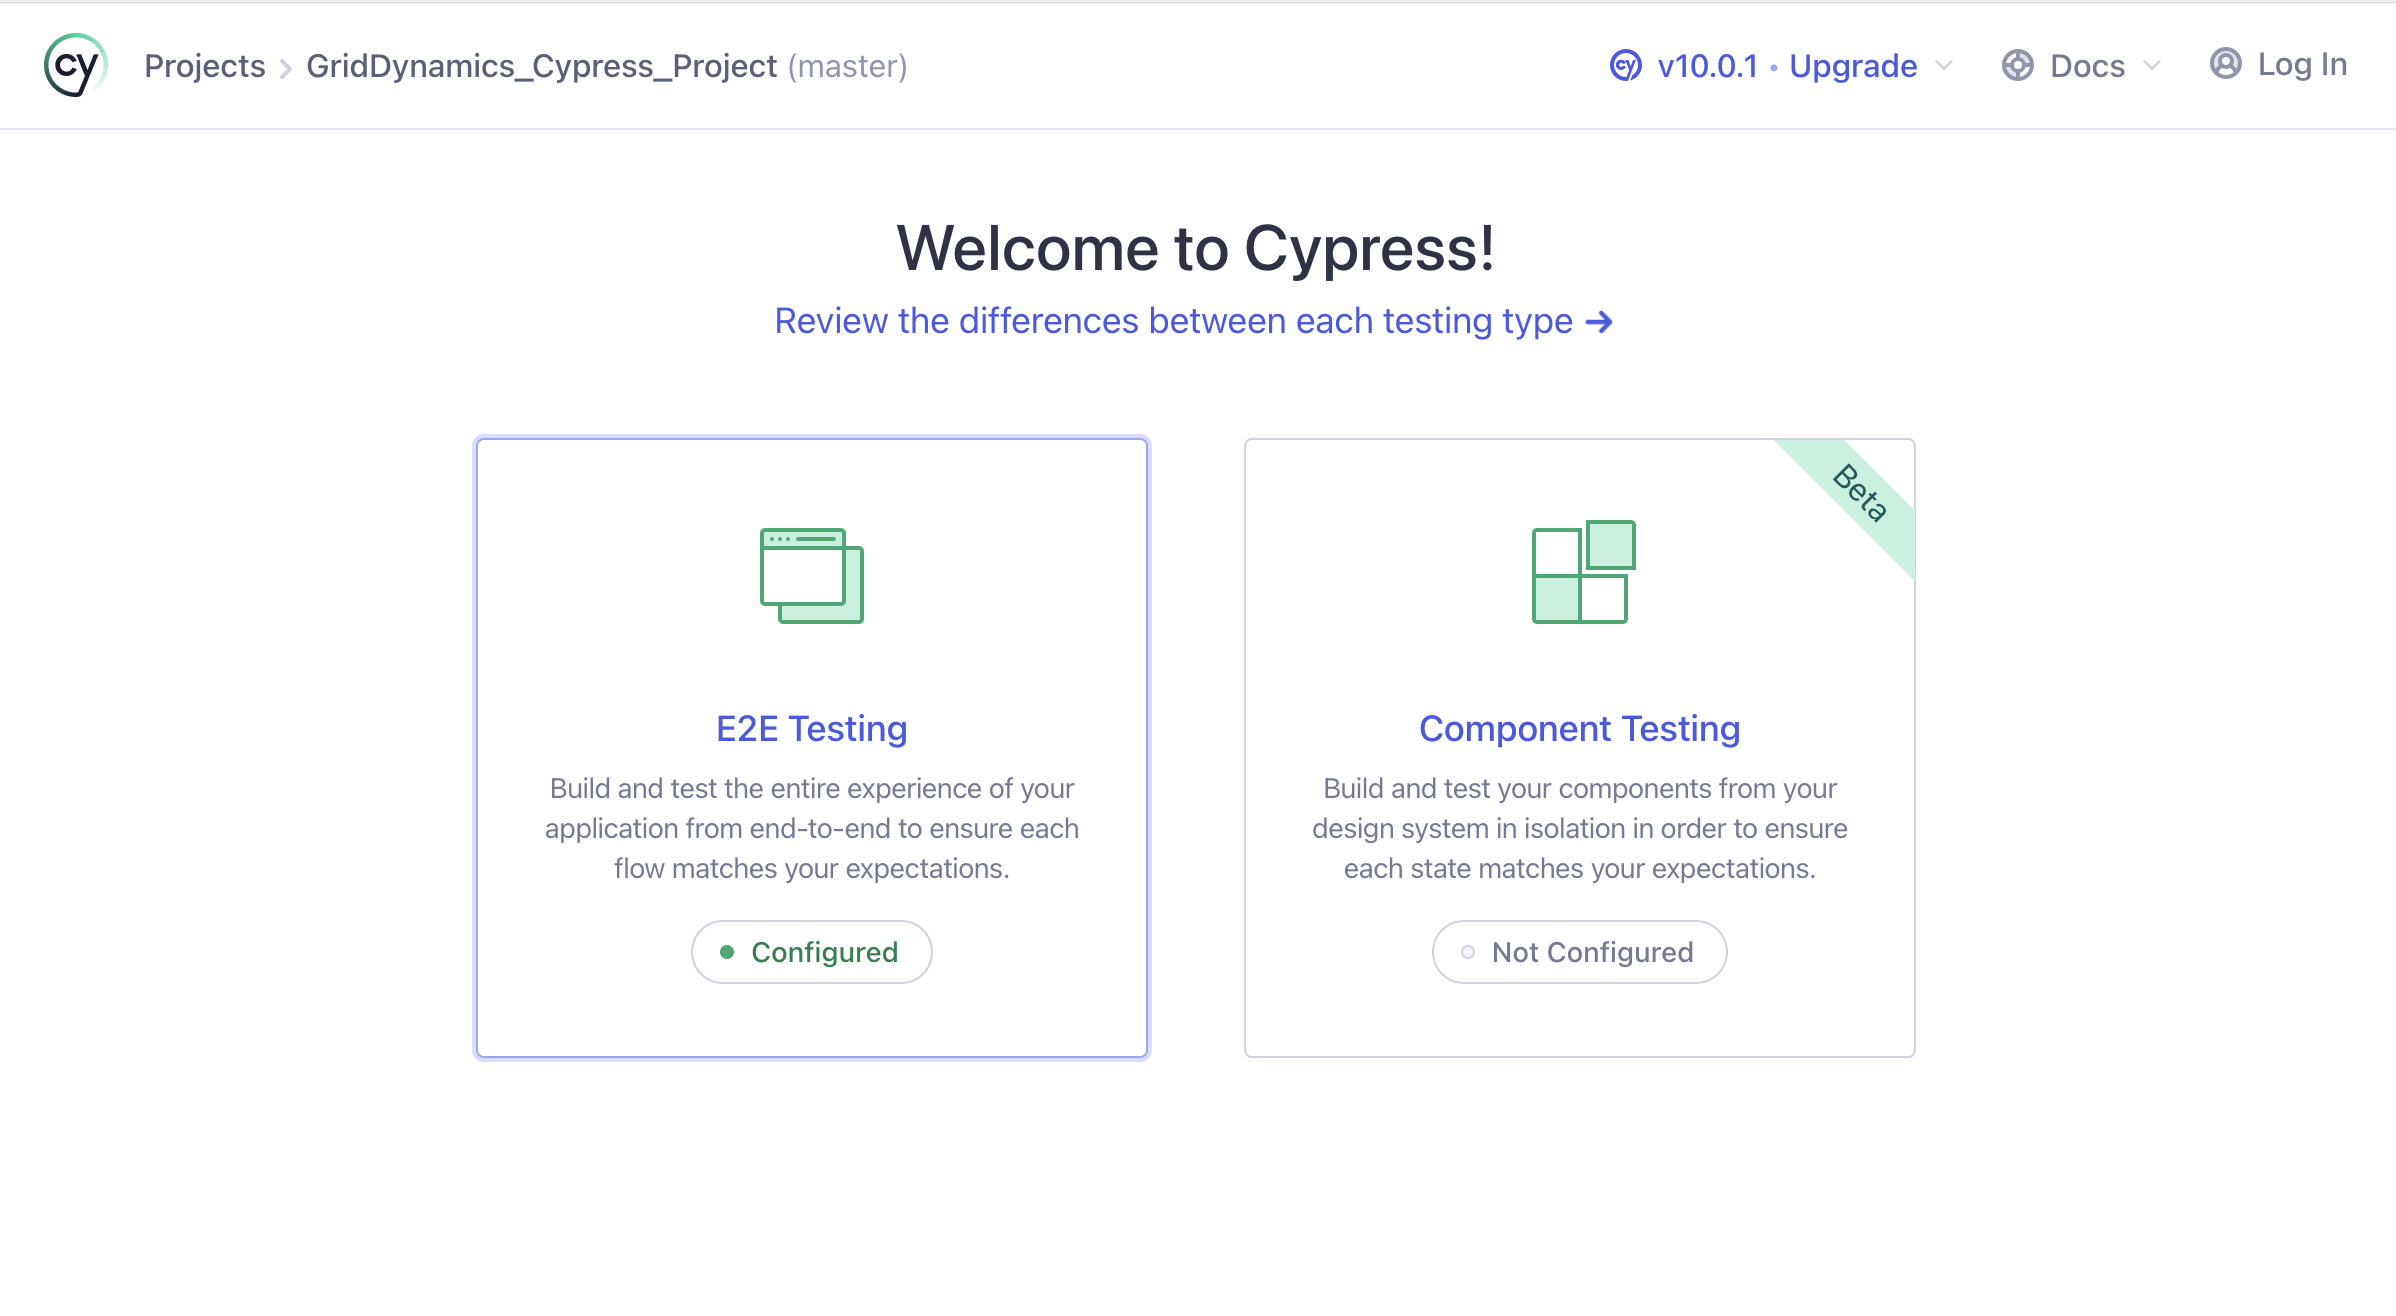 cy Projects > GridDynamics_Cypress_Project (master) cy v10.0.1 • Upgrade Docs Log In
Welcome to Cypress!
Review the differences between each testing type →
Beta
E2E Testing
Build and test the entire experience of your
application from end-to-end to ensure each
flow matches your expectations.
Configured
Component Testing
Build and test your components from your
design system in isolation in order to ensure
each state matches your expectations.
Not Configured